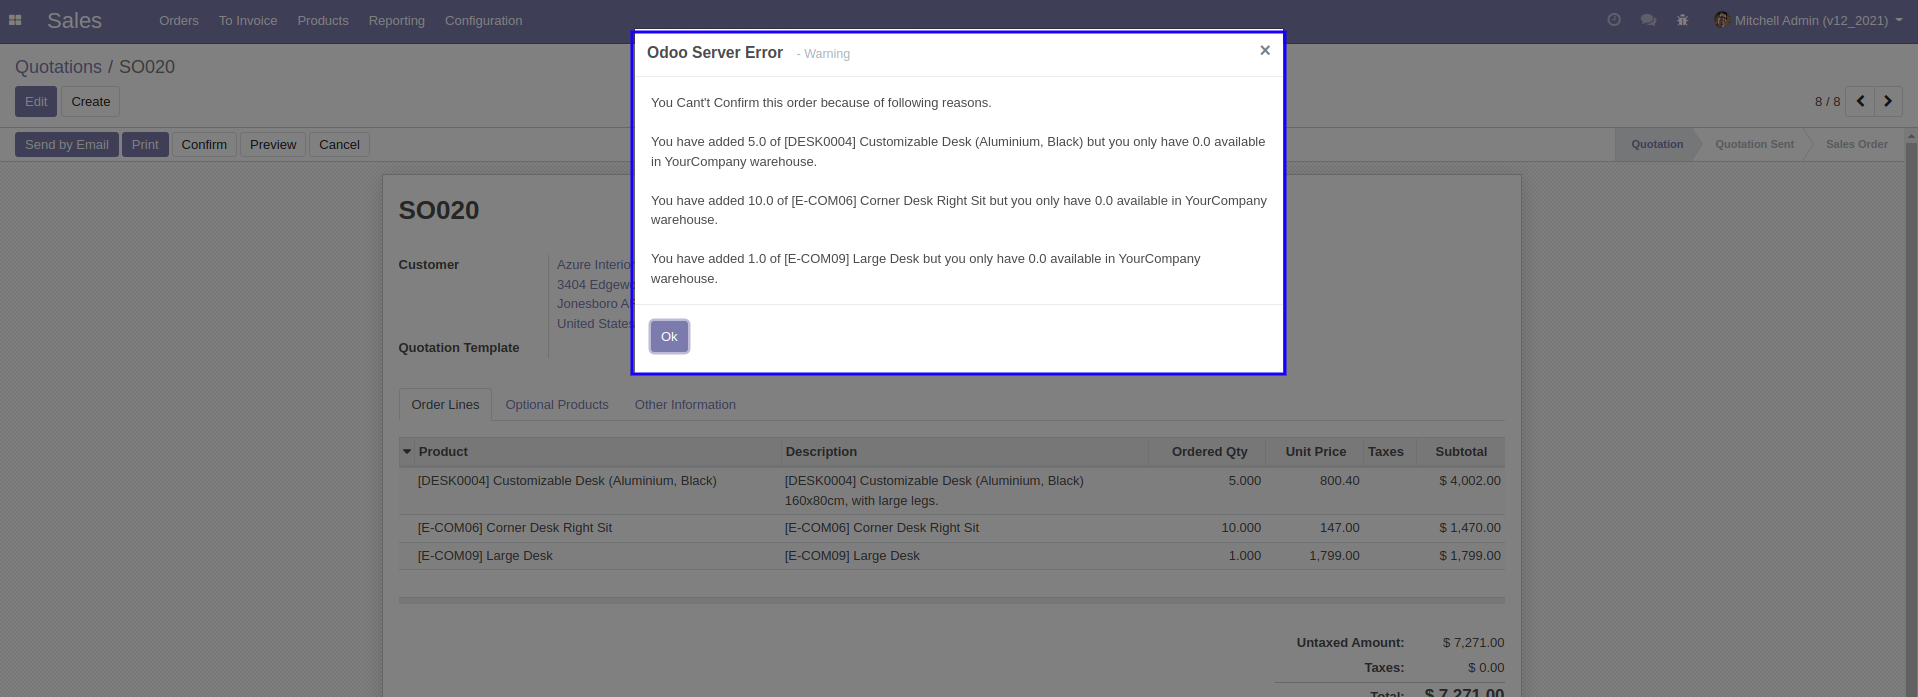 Sales Orders To Invoice Products Reporting Configuration Mitchell Admin (v12_2021)
Quotations / SO020
Edit Create 8 / 8
Send by Email Print Confirm Preview Cancel Quotation Quotation Sent Sales Order
Odoo Server Error - Warning ×
You Cant't Confirm this order because of following reasons.
You have added 5.0 of [DESK0004] Customizable Desk (Aluminium, Black) but you only have 0.0 available
in YourCompany warehouse.
You have added 10.0 of [E-COM06] Corner Desk Right Sit but you only have 0.0 available in YourCompany
warehouse.
You have added 1.0 of [E-COM09] Large Desk but you only have 0.0 available in YourCompany
warehouse.
Ok
SO020
Customer Azure Interior
3404
Jonesboro
United States
Quotation Template
Order Lines Optional Products Other Information
Product Description Ordered Qty Unit Price Taxes Subtotal
[DESK0004] Customizable Desk (Aluminium, Black) [DESK0004] Customizable Desk (Aluminium, Black) 5.000 800.40 $ 4,002.00
160x80cm, with large legs.
[E-COM06] Corner Desk Right Sit [E-COM06] Corner Desk Right Sit 10.000 147.00 $ 1,470.00
[E-COM09] Large Desk [E-COM09] Large Desk 1.000 1,799.00 $ 1,799.00
Untaxed Amount: $ 7,271.00
Taxes: $ 0.00
Total: $ 7,271.00